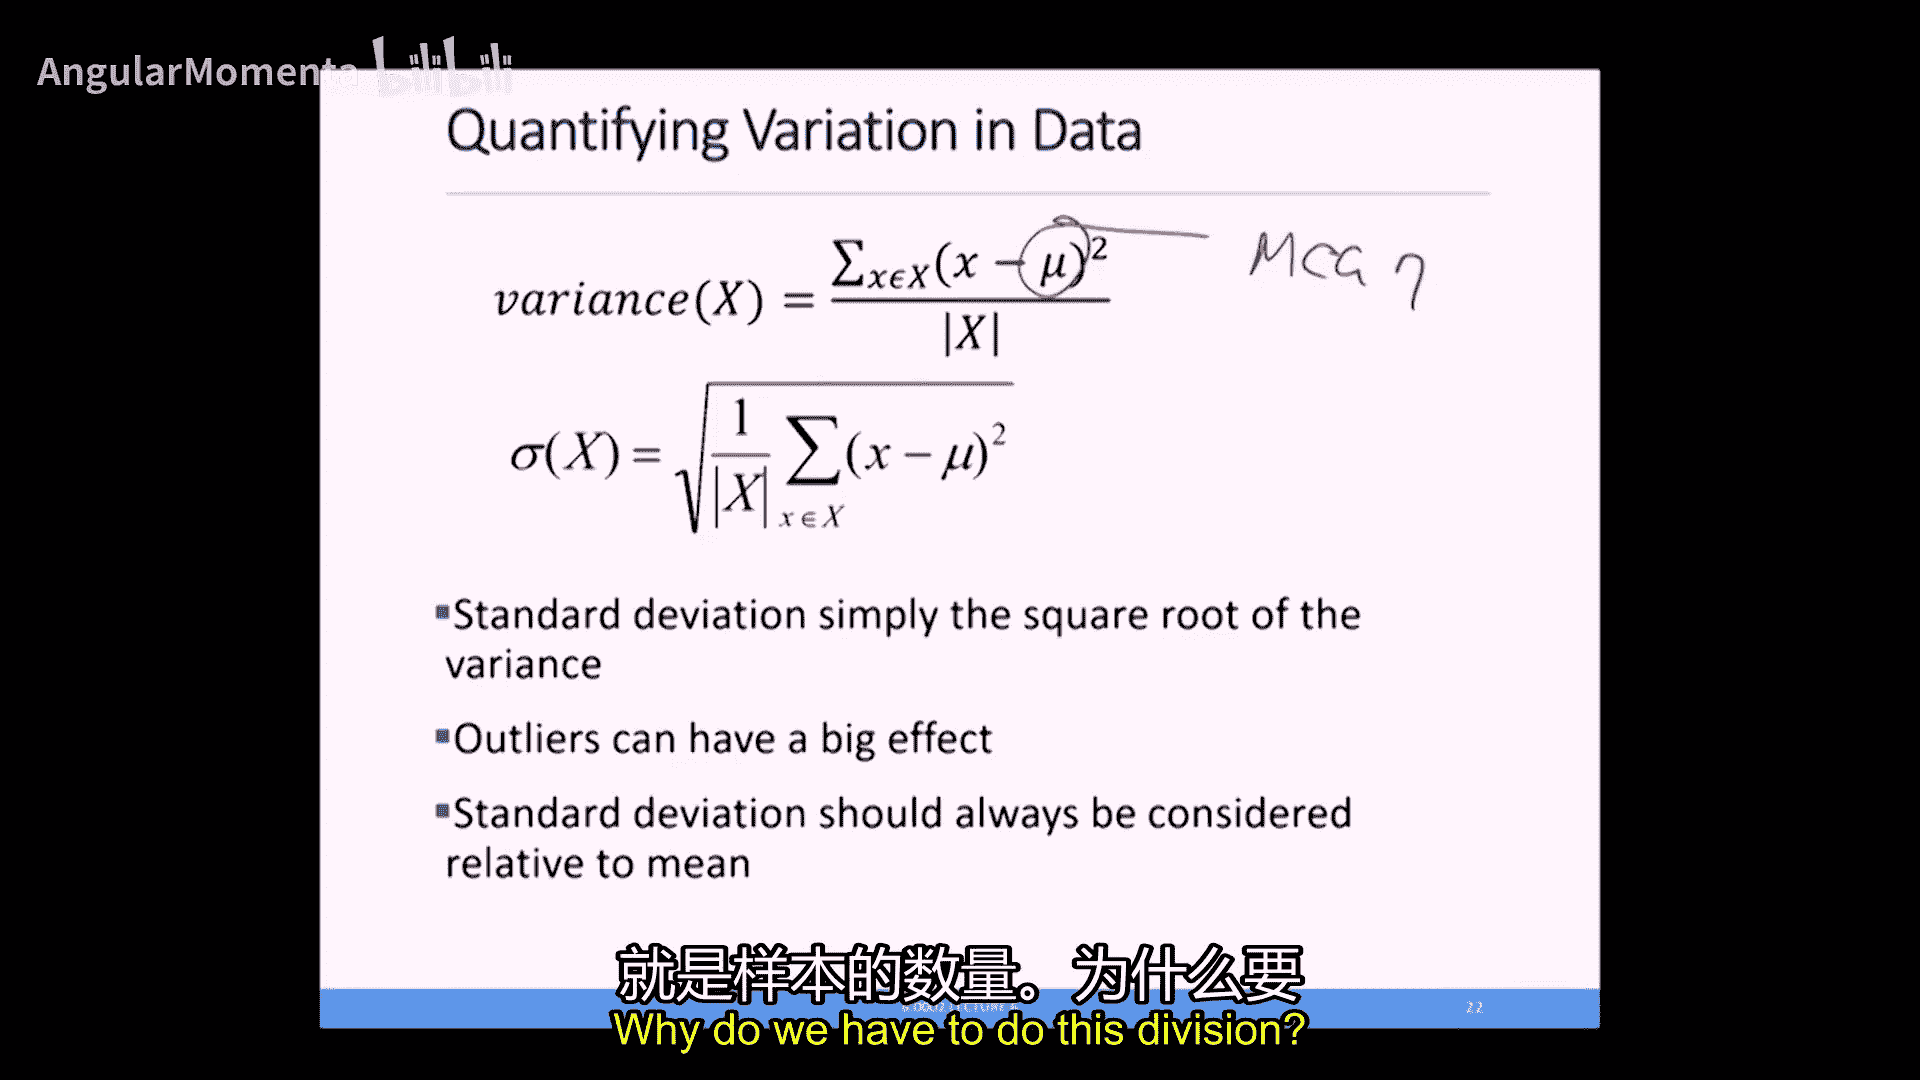 AngularMomenta bilibili
Quantifying Variation in Data
variance(X) = ∑x∈X(x − μ)² / |X|
Mean
σ(X) = √(1/|X| ∑x∈X (x − μ)²)
▪Standard deviation simply the square root of the
variance
▪Outliers can have a big effect
▪Standard deviation should always be considered
relative to mean
就是样本的数量。为什么要
22
Why do we have to do this division?